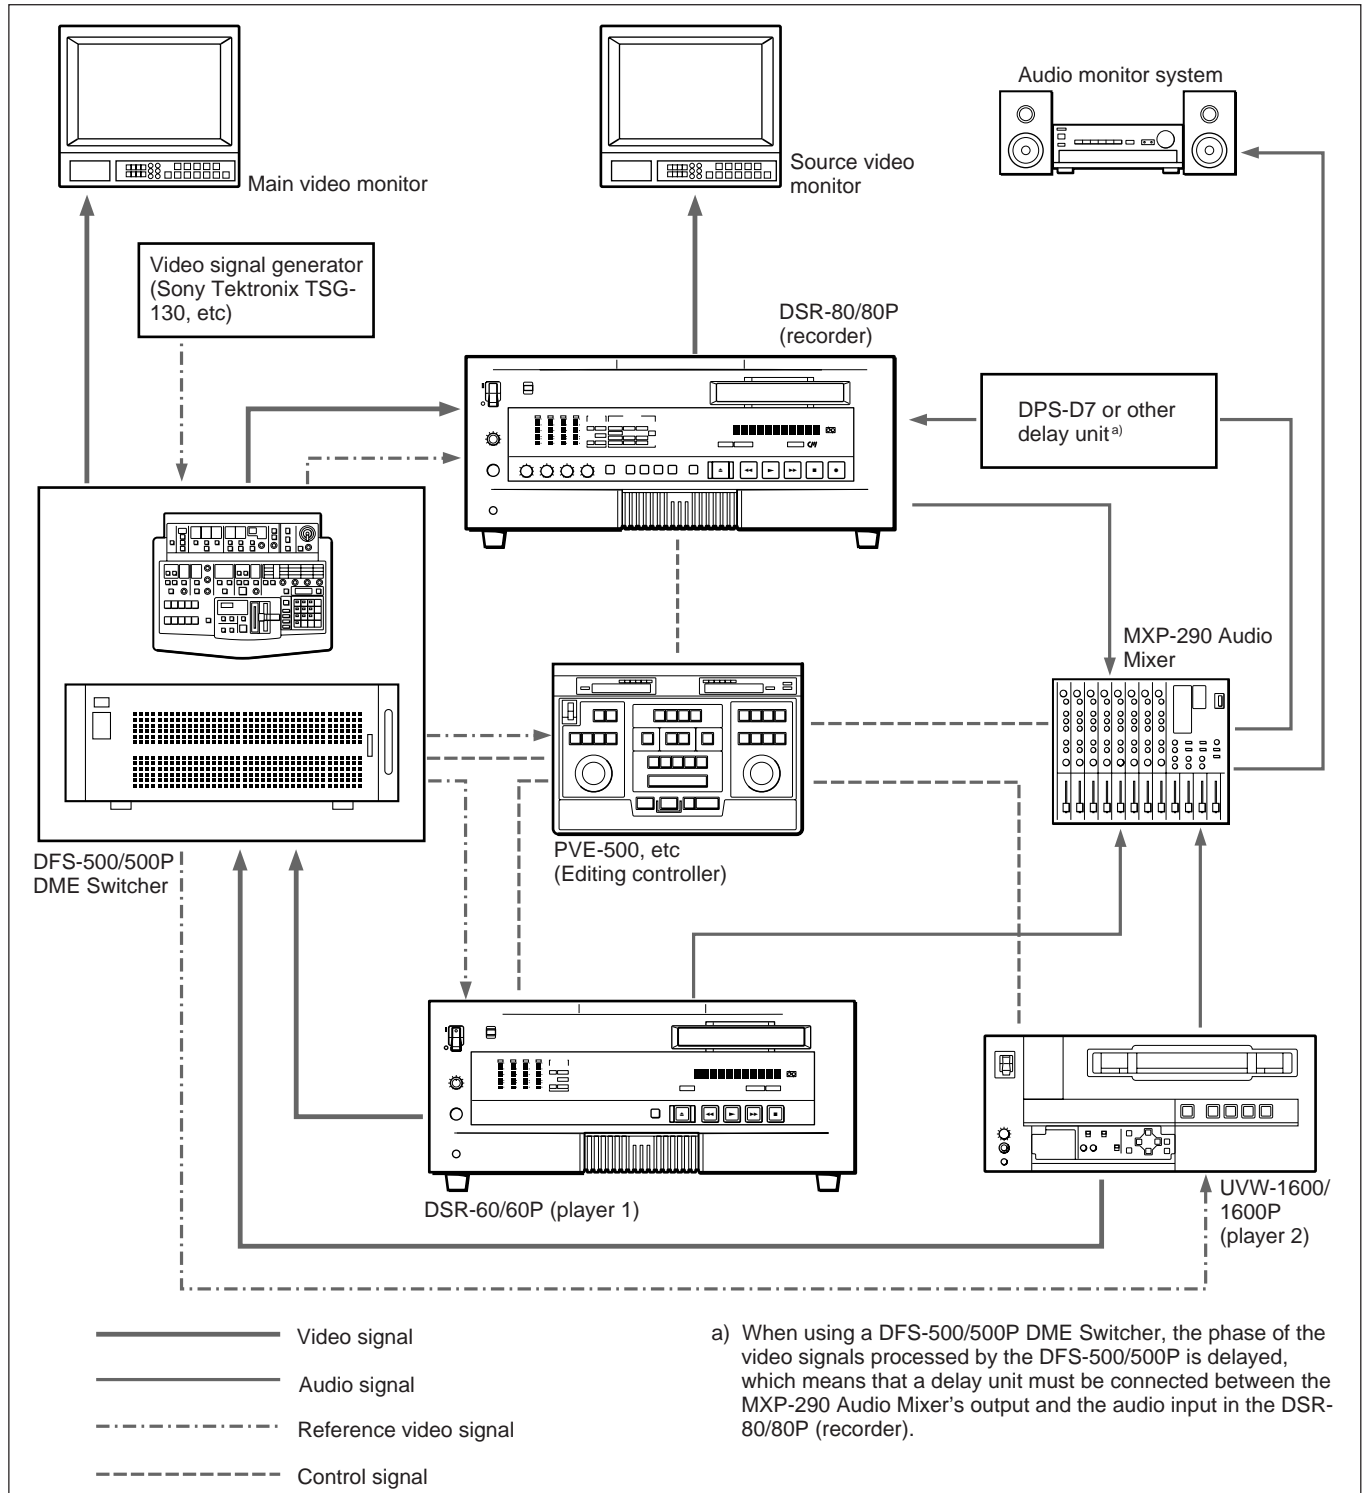 Audio monitor system
Main video monitor
Source video
monitor
Video signal generator
(Sony Tektronix TSG-
130, etc)
DSR-80/80P
(recorder)
DPS-D7 or other
delay unit a)
MXP-290 Audio
Mixer
DFS-500/500P
DME Switcher
PVE-500, etc
(Editing controller)
DSR-60/60P (player 1)
UVW-1600/
1600P
(player 2)
Video signal
Audio signal
Reference video signal
Control signal
a) When using a DFS-500/500P DME Switcher, the phase of the
video signals processed by the DFS-500/500P is delayed,
which means that a delay unit must be connected between the
MXP-290 Audio Mixer's output and the audio input in the DSR-
80/80P (recorder).